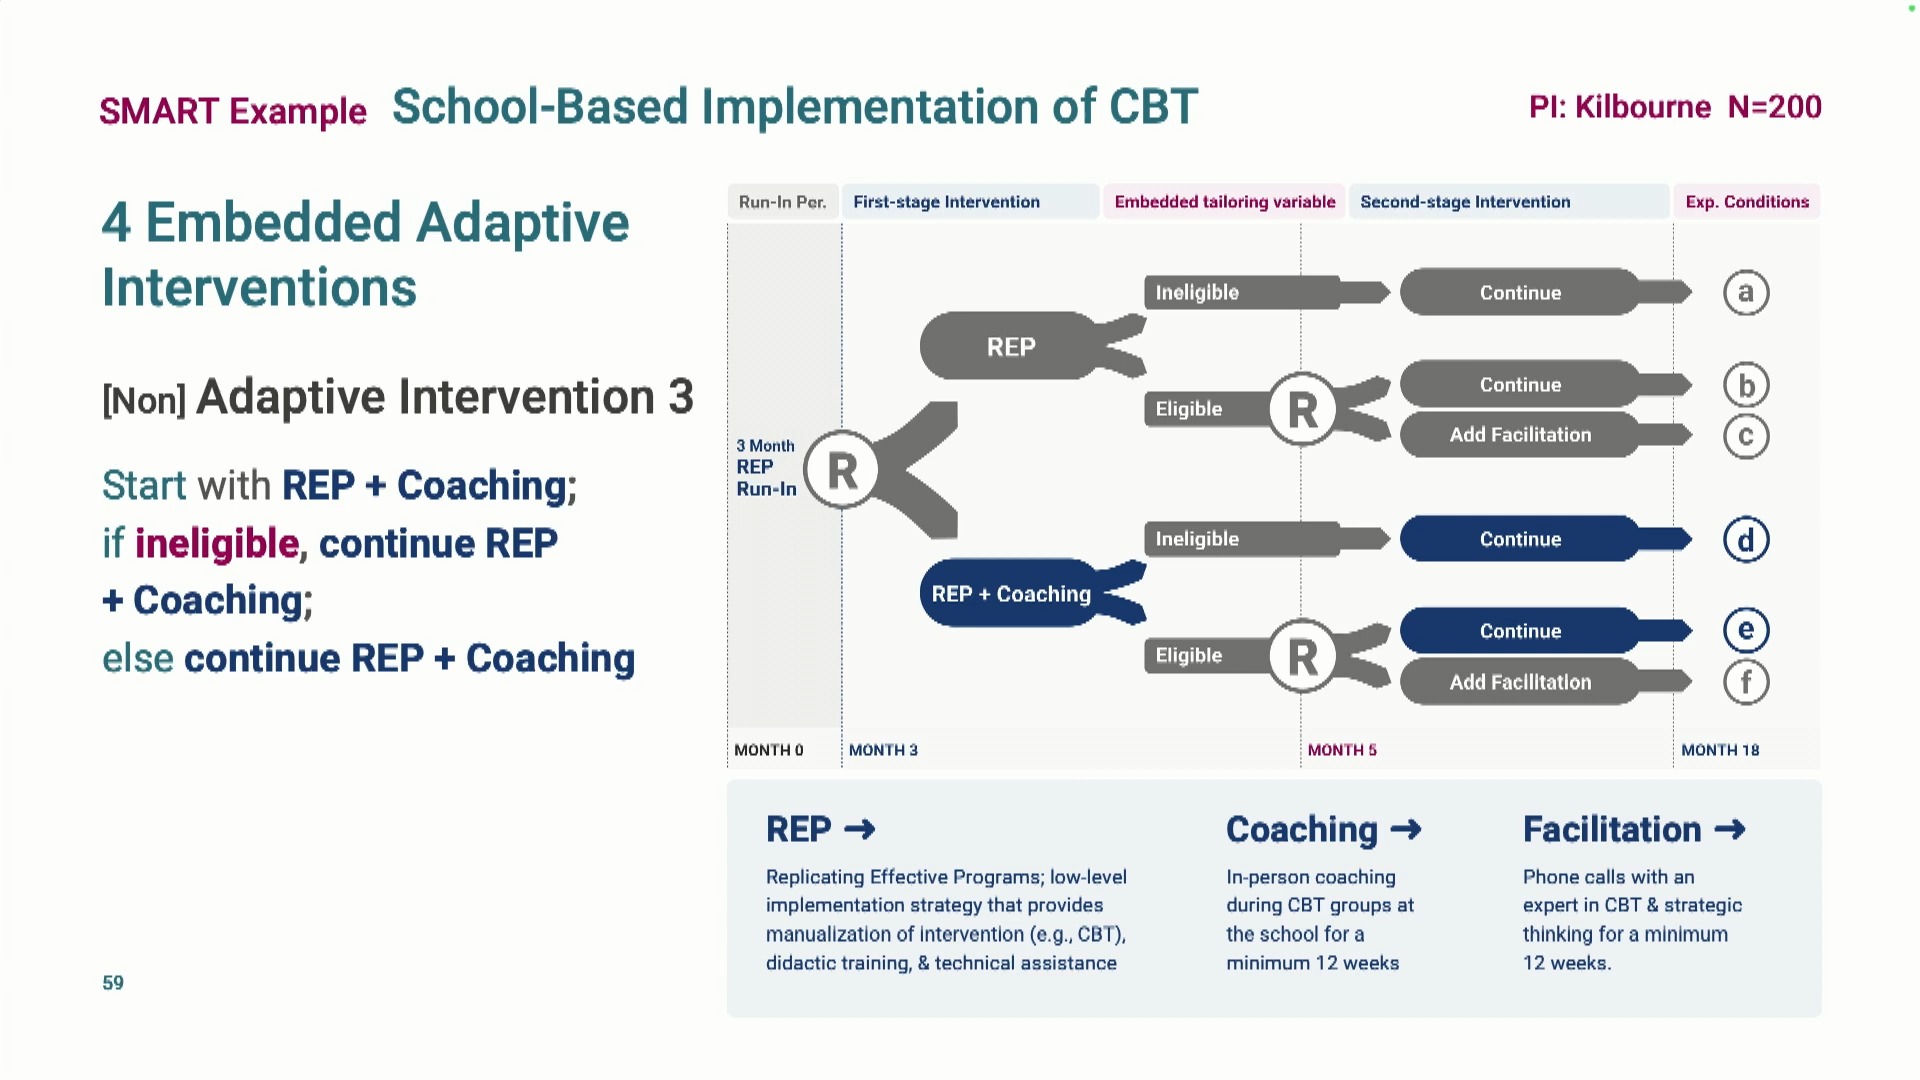 SMART Example School-Based Implementation of CBT
PI: Kilbourne N=200
4 Embedded Adaptive
Interventions
[Non] Adaptive Intervention 3
Start with REP + Coaching;
if ineligible, continue REP
+ Coaching;
else continue REP + Coaching
59
Run-In Per.
First-stage Intervention
Embedded tailoring variable
Second-stage Intervention
Exp. Conditions
3 Month
REP
Run-In
R
REP
Ineligible
Continue
a
Eligible
R
Continue
b
Add Facilitation
c
REP + Coaching
Ineligible
Continue
d
Eligible
R
Continue
e
Add Facilitation
f
MONTH 0
MONTH 3
MONTH 5
MONTH 18
REP →
Replicating Effective Programs; low-level
implementation strategy that provides
manualization of intervention (e.g., CBT),
didactic training, & technical assistance
Coaching →
In-person coaching
during CBT groups at
the school for a
minimum 12 weeks
Facilitation →
Phone calls with an
expert in CBT & strategic
thinking for a minimum
12 weeks.